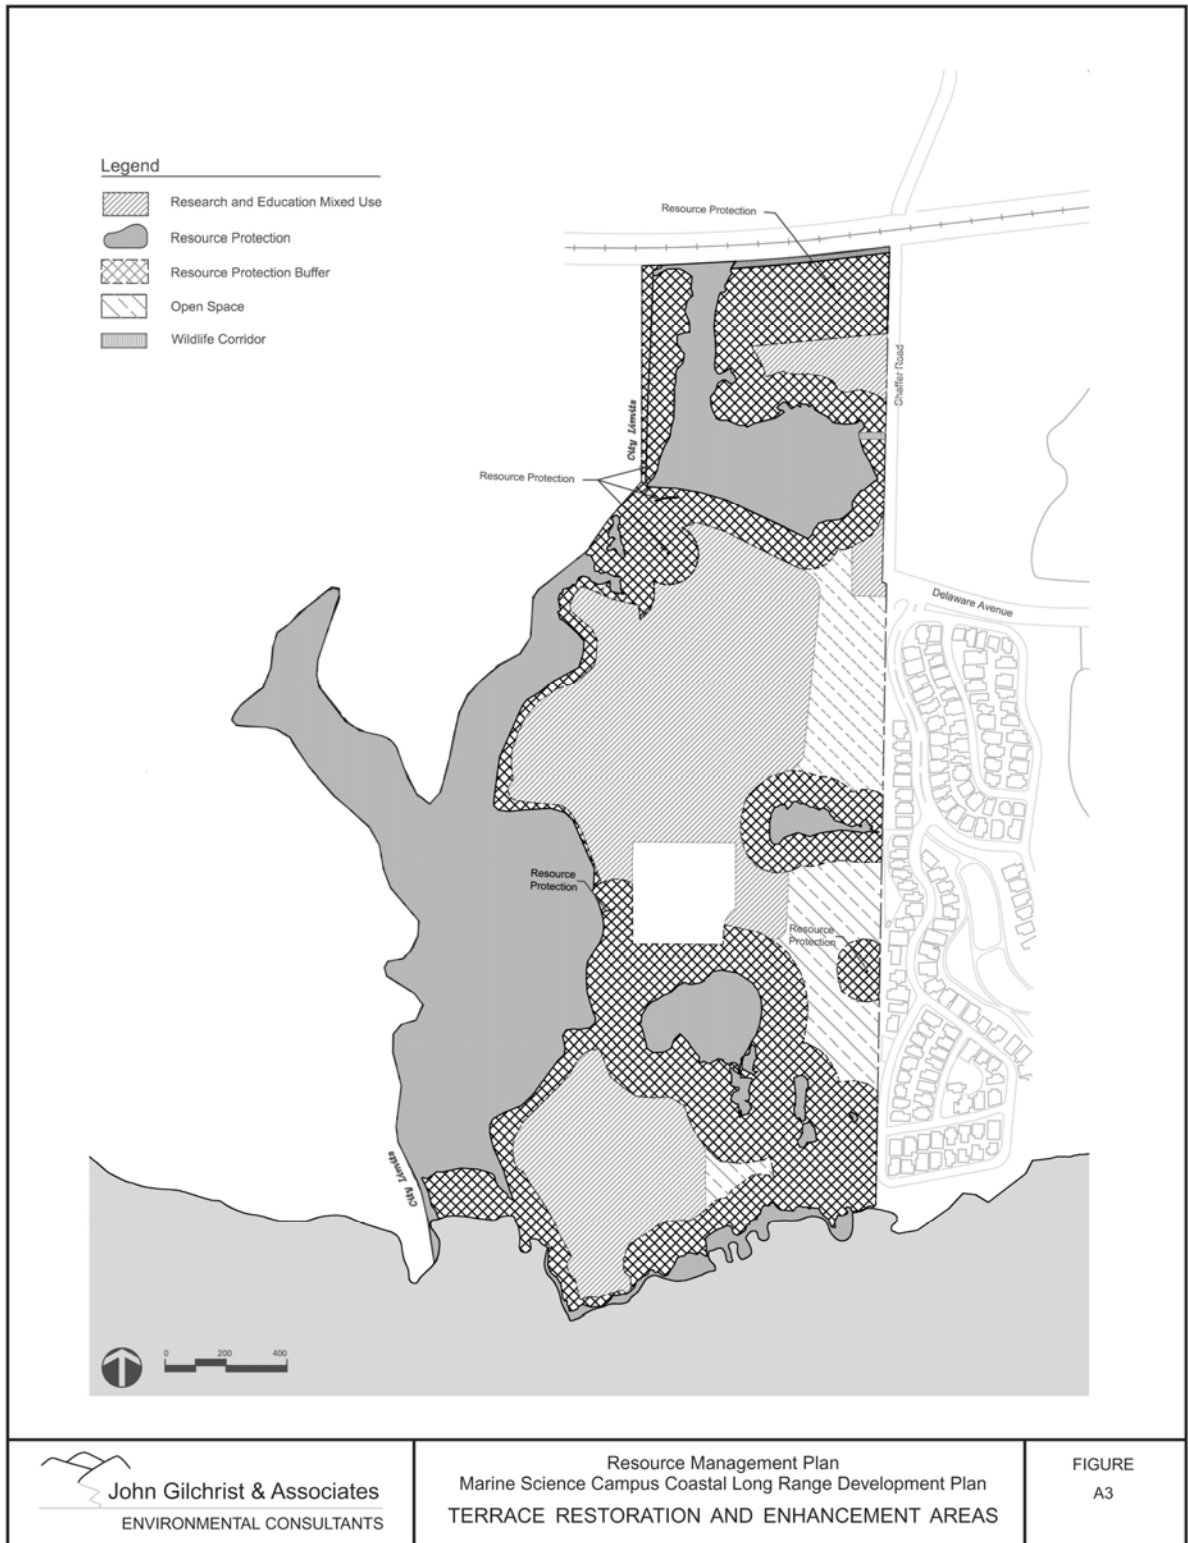 Legend
Research and Education Mixed Use
Resource Protection
Resource Protection Buffer
Open Space
Wildlife Corridor
Resource Protection
Shaffer Road
City Limits
Resource Protection
Delaware Avenue
Resource
Protection
Resource
Protection
City Limits
0 200 400
John Gilchrist & Associates
ENVIRONMENTAL CONSULTANTS
Resource Management Plan
Marine Science Campus Coastal Long Range Development Plan
TERRACE RESTORATION AND ENHANCEMENT AREAS
FIGURE
A3